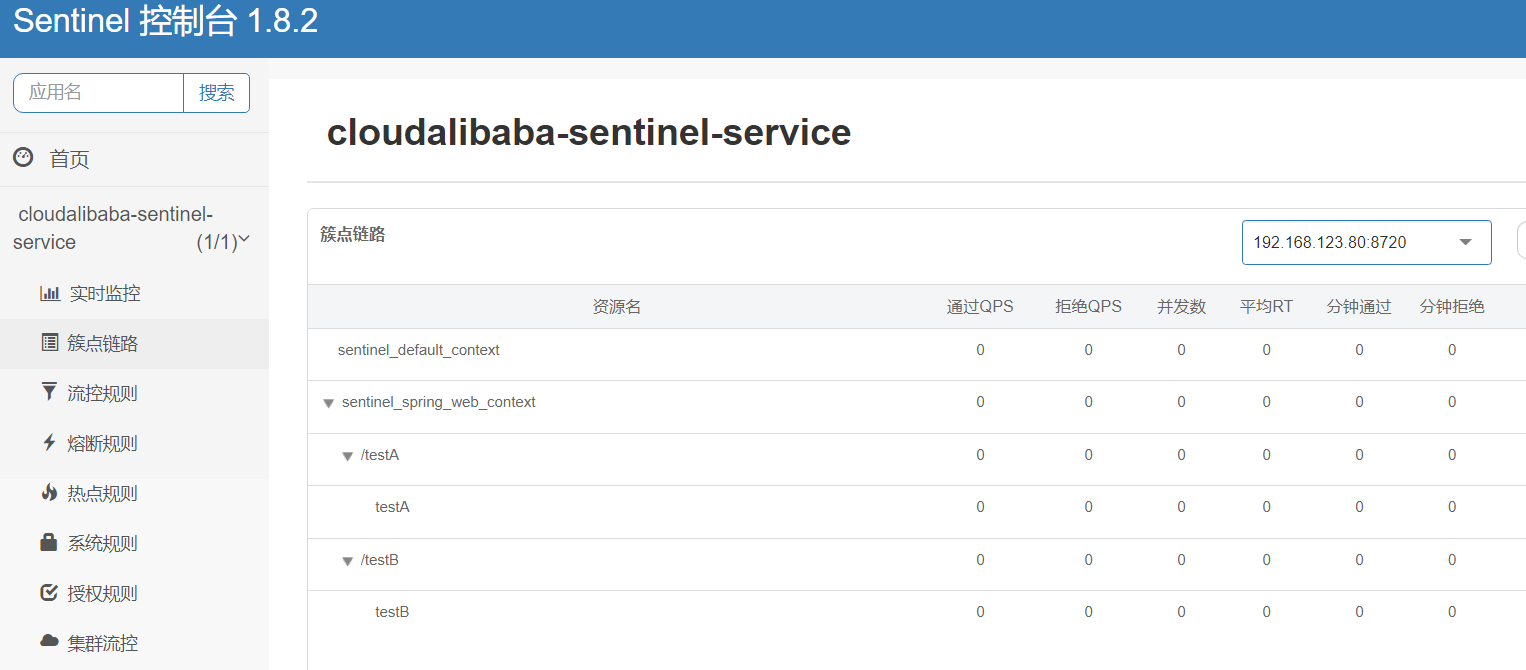 Sentinel 控制台 1.8.2
应用名 搜索
首页
cloudalibaba-sentinel-
service (1/1)
实时监控
簇点链路
流控规则
熔断规则
热点规则
系统规则
授权规则
集群流控
cloudalibaba-sentinel-service
簇点链路 192.168.123.80:8720
资源名 通过QPS 拒绝QPS 并发数 平均RT 分钟通过 分钟拒绝
sentinel_default_context 0 0 0 0 0 0
sentinel_spring_web_context 0 0 0 0 0 0
/testA 0 0 0 0 0 0
testA 0 0 0 0 0 0
/testB 0 0 0 0 0 0
testB 0 0 0 0 0 0